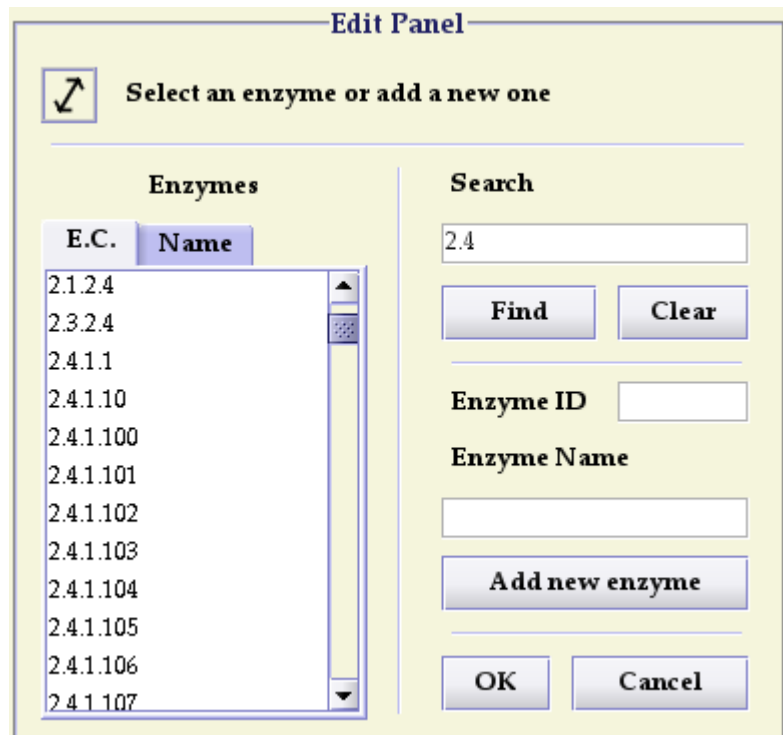 Edit Panel
Select an enzyme or add a new one
Enzymes
E.C.
Name
2.1.2.4
2.3.2.4
2.4.1.1
2.4.1.10
2.4.1.100
2.4.1.101
2.4.1.102
2.4.1.103
2.4.1.104
2.4.1.105
2.4.1.106
2.4.1.107
Search
2.4
Find
Clear
Enzyme ID
Enzyme Name
Add new enzyme
OK
Cancel